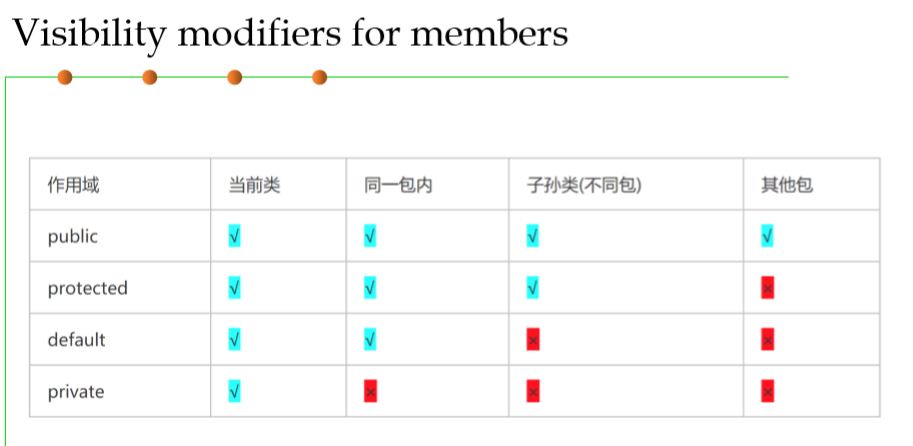 Visibility modifiers for members
作用域 当前类 同一包内 子孙类(不同包) 其他包
public √ √ √ √
protected √ √ √ ×
default √ √ × ×
private √ × × ×